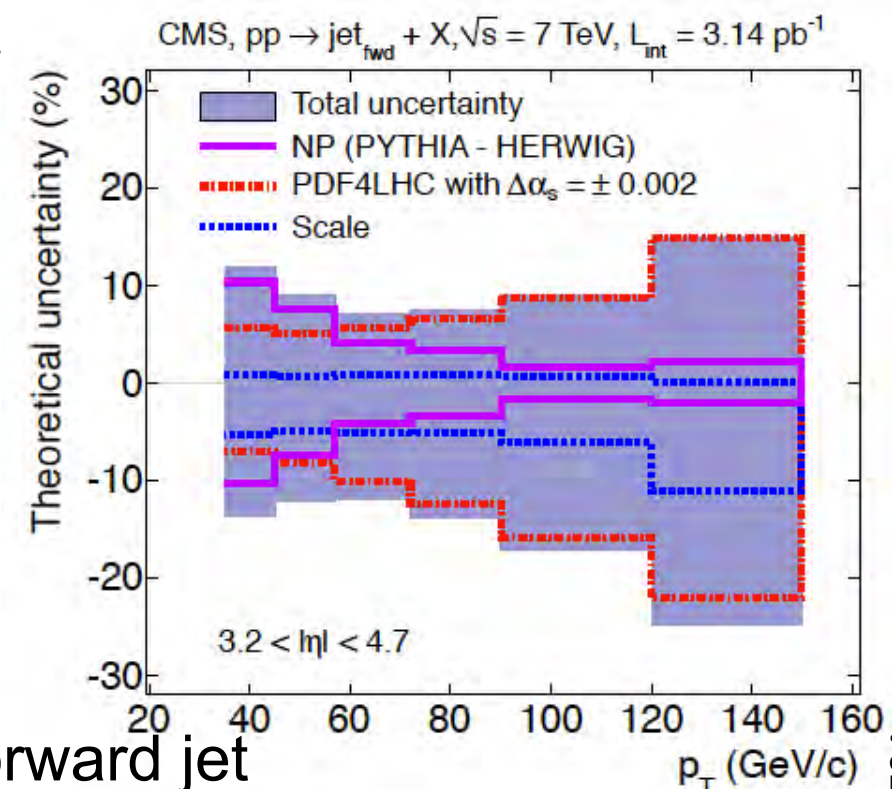 CMS, pp → jet_fwd + X,√s = 7 TeV, L_int = 3.14 pb⁻¹
Theoretical uncertainty (%)
30
20
10
0
-10
-20
-30
Total uncertainty
NP (PYTHIA - HERWIG)
PDF4LHC with Δα_s = ± 0.002
Scale
3.2 < |η| < 4.7
20 40 60 80 100 120 140 160
p_T (GeV/c)
rward jet